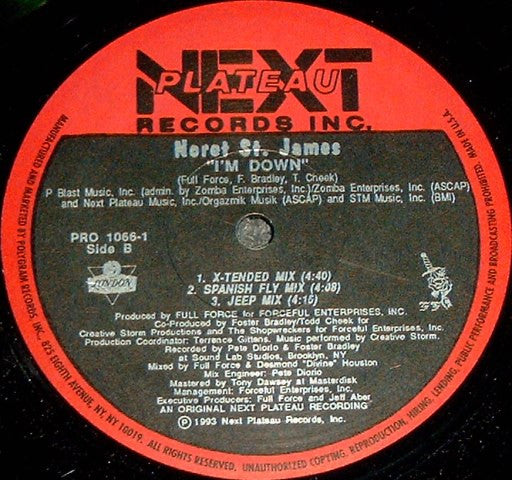 NEXT
PLATEAU
RECORDS INC.
Noret St. James
"I'M DOWN"
(Full Force, F. Bradley, T. Cheek)
P Blast Music, Inc. (admin. by Zomba Enterprises, Inc.)/Zomba Enterprises, Inc. (ASCAP)
and Next Plateau Music, Inc./Orgazmik Musik (ASCAP) and STM Music, Inc. (BMI)
PRO 1066-1
Side B
LONDON
1. X-TENDED MIX (4:40)
2. SPANISH FLY MIX (4:08)
3. JEEP MIX (4:15)
Produced by FULL FORCE for FORCEFUL ENTERPRISES, INC.
Co-Produced by Foster Bradley/Todd Cheek for
Creative Storm Productions and The Shopwreckers for Forceful Enterprises, Inc.
Production Coordinator: Terrence Gittens. Music performed by Creative Storm.
Recorded by Pete Diorio & Foster Bradley
at Sound Lab Studios, Brooklyn, NY
Mixed by Full Force & Desmond "Divine" Houston
Mix Engineer: Pete Diorio
Mastered by Tony Dawsey at Masterdisk
Management: Forceful Enterprises, Inc.
Executive Producers: Full Force and Jeff Aber
AN ORIGINAL NEXT PLATEAU RECORDING
℗ 1993 Next Plateau Records, Inc.
MANUFACTURED AND MARKETED BY POLYGRAM RECORDS, INC. 825 EIGHTH AVENUE, NY, NY 10019. ALL RIGHTS RESERVED. UNAUTHORIZED COPYING, REPRODUCTION, HIRING, LENDING, PUBLIC PERFORMANCE AND BROADCASTING PROHIBITED. MADE IN U.S.A.